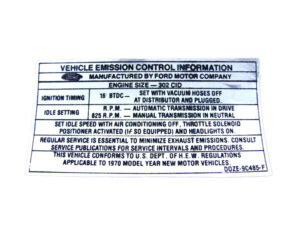 VEHICLE EMISSION CONTROL INFORMATION
Ford MANUFACTURED BY FORD MOTOR COMPANY
ENGINE SIZE — 302 CID
IGNITION TIMING 16° BTDC — SET WITH VACUUM HOSES OFF
AT DISTRIBUTOR AND PLUGGED.
IDLE SETTING R.P.M. — AUTOMATIC TRANSMISSION IN DRIVE
825 R.P.M. — MANUAL TRANSMISSION IN NEUTRAL
SET IDLE SPEED WITH AIR CONDITIONING OFF, THROTTLE SOLENOID
POSITIONER ACTIVATED (IF SO EQUIPPED) AND HEADLIGHTS ON.
REGULAR SERVICE IS ESSENTIAL TO MINIMIZE EXHAUST EMISSIONS. CONSULT
SERVICE PUBLICATIONS FOR SERVICE INTERVALS AND PROCEDURES.
THIS VEHICLE CONFORMS TO U.S. DEPT. OF H.E.W. REGULATIONS
APPLICABLE TO 1970 MODEL YEAR NEW MOTOR VEHICLES.
DOZE-9C485-F